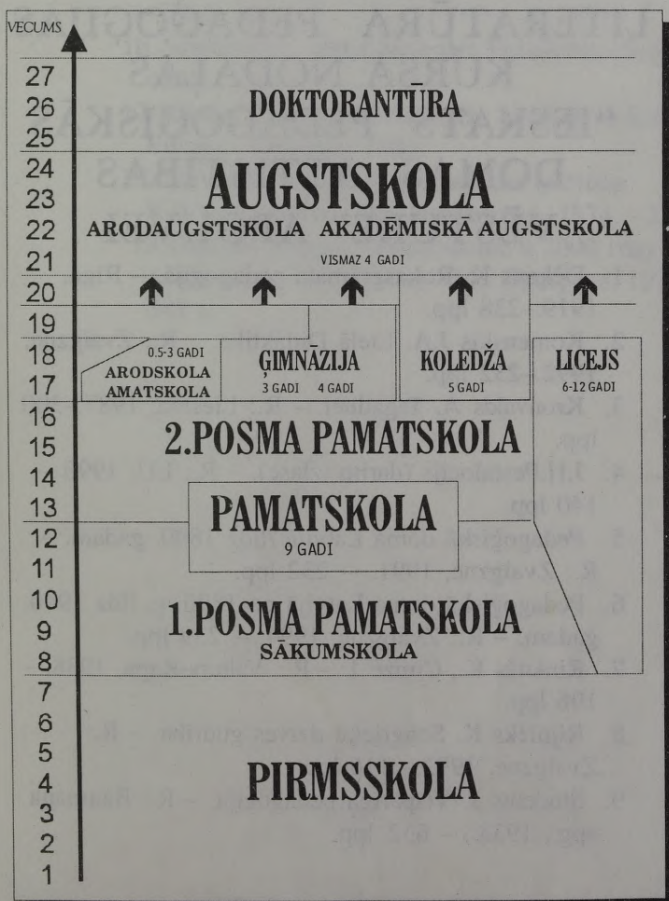 VECUMS
27
26
25
DOKTORANTŪRA
24
23
22
21
AUGSTSKOLA
ARODAUGSTSKOLA AKADĒMISKĀ AUGSTSKOLA
VISMAZ 4 GADI
20
19
18
17
0.5-3 GADI
ARODSKOLA
AMATSKOLA
ĢIMNĀZIJA
3 GADI 4 GADI
KOLEDŽA
5 GADI
LICEJS
6-12 GADI
16
15
14
13
12
11
10
9
8
2.POSMA PAMATSKOLA
PAMATSKOLA
9 GADI
1.POSMA PAMATSKOLA
SĀKUMSKOLA
7
6
5
4
3
2
1
PIRMSSKOLA